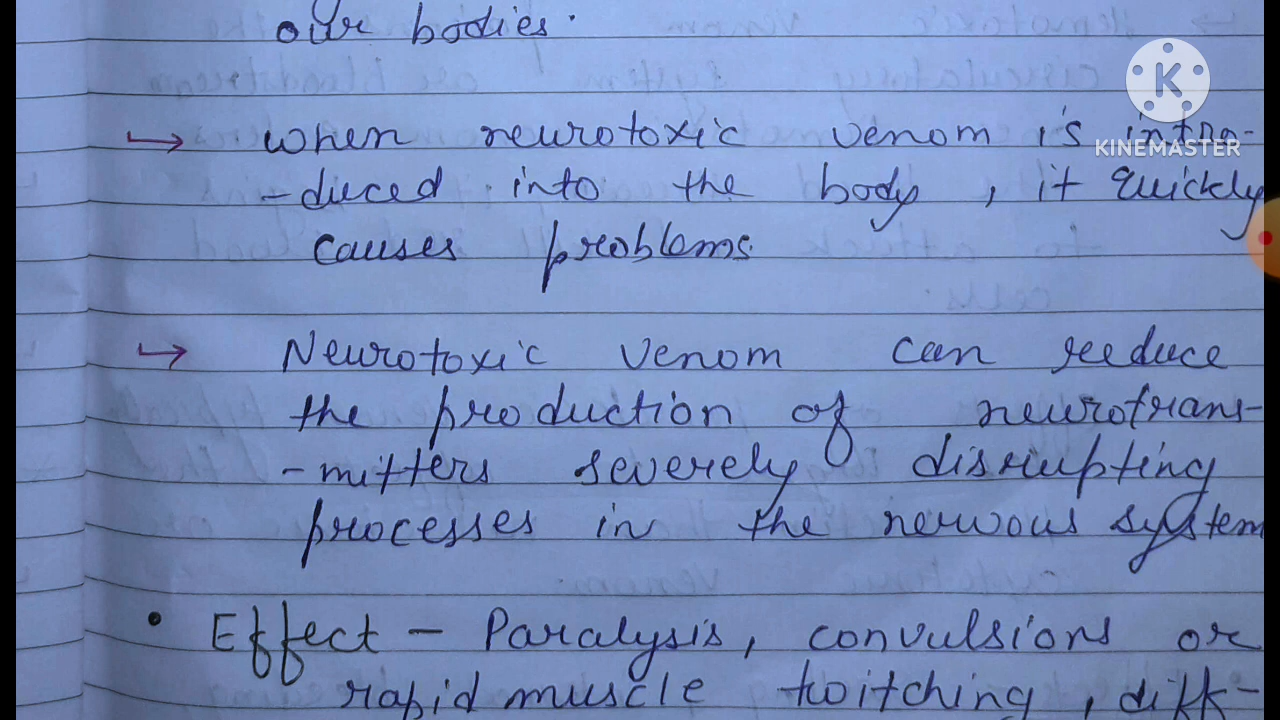 our bodies.
K
KINEMASTER
↳ when neurotoxic venom is intro-
-duced into the body, it quickly
causes problems.
↳ Neurotoxic venom can reduce
the production of neurotrans-
-mitters severely disrupting
processes in the nervous system
• Effect - Paralysis, convulsions or
rapid muscle twitching, diff-